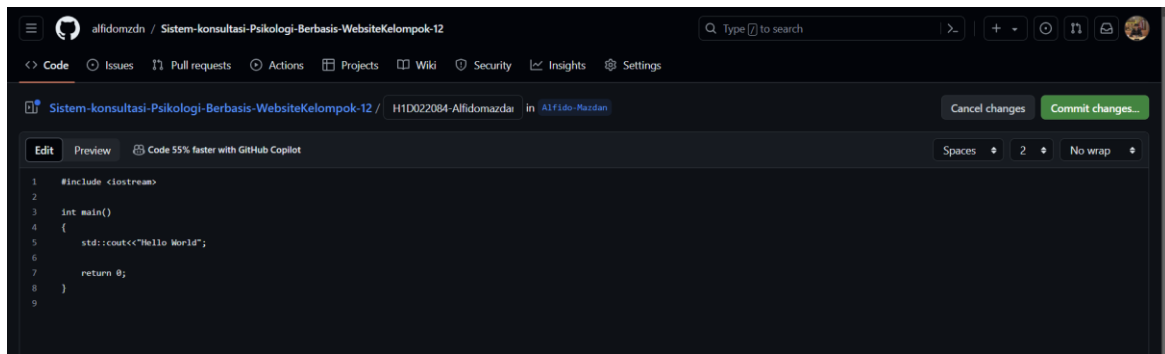 alfidomzdn / Sistem-konsultasi-Psikologi-Berbasis-WebsiteKelompok-12
Type / to search
<> Code Issues Pull requests Actions Projects Wiki Security Insights Settings
Sistem-konsultasi-Psikologi-Berbasis-WebsiteKelompok-12 / H1D022084-Alfidomazdan in Alfido-Mazdan
Cancel changes Commit changes...
Edit Preview Code 55% faster with GitHub Copilot Spaces 2 No wrap
1 #include <iostream>
2
3 int main()
4 {
5 std::cout<<"Hello World";
6
7 return 0;
8 }
9